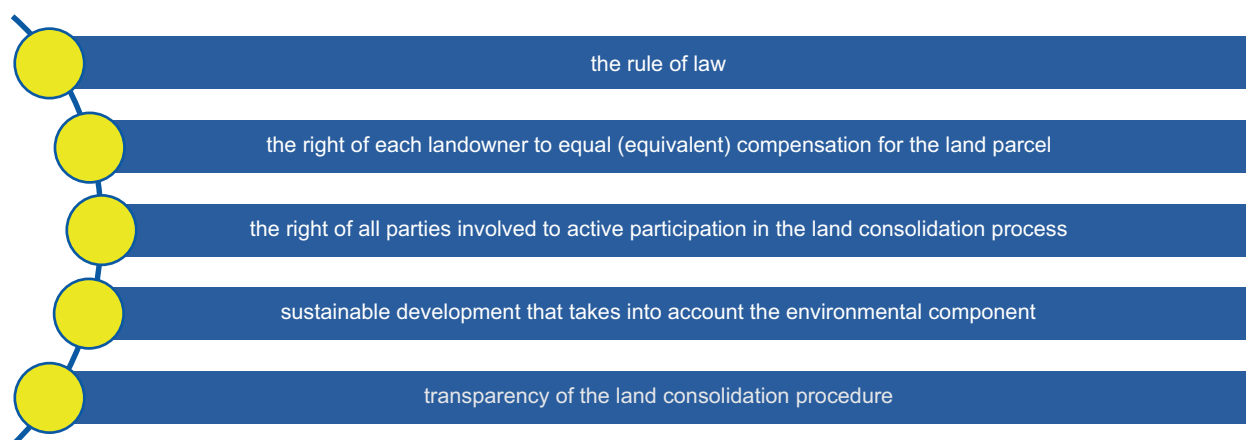 the rule of law
the right of each landowner to equal (equivalent) compensation for the land parcel
the right of all parties involved to active participation in the land consolidation process
sustainable development that takes into account the environmental component
transparency of the land consolidation procedure